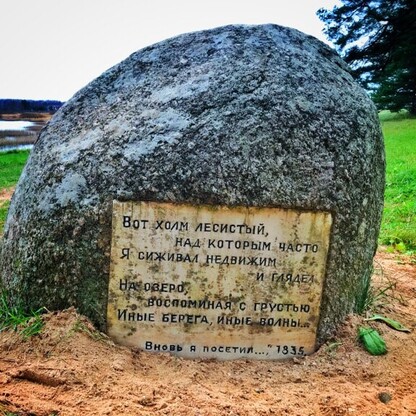 Вот холм лесистый,
над которым часто
Я сиживал недвижим
и глядел
На озеро,
воспоминая с грустью
Иные берега, иные волны...
Вновь я посетил...," 1835.